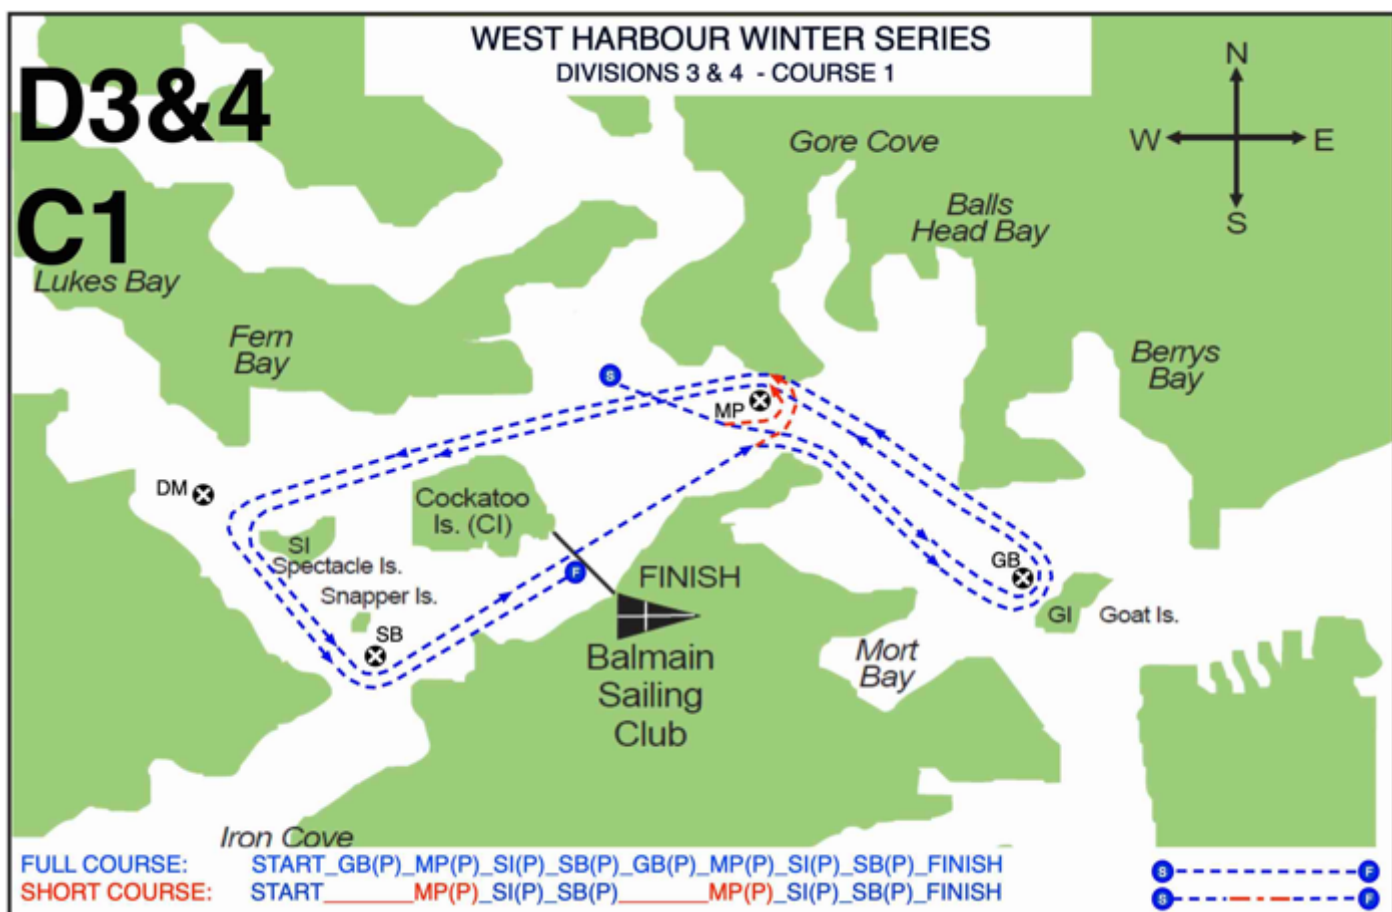 WEST HARBOUR WINTER SERIES
DIVISIONS 3 & 4 - COURSE 1
D3&4
C1
N
W
E
S
Gore Cove
Balls
Head Bay
Lukes Bay
Fern
Bay
Berrys
Bay
S
MP
DM
Cockatoo
Is. (CI)
SI
Spectacle Is.
Snapper Is.
SB
F
FINISH
GB
GI
Goat Is.
Balmain
Sailing
Club
Mort
Bay
Iron Cove
FULL COURSE: START_GB(P)_MP(P)_SI(P)_SB(P)_GB(P)_MP(P)_SI(P)_SB(P)_FINISH
S F
SHORT COURSE: START______MP(P)_SI(P)_SB(P)______MP(P)_SI(P)_SB(P)_FINISH
S F